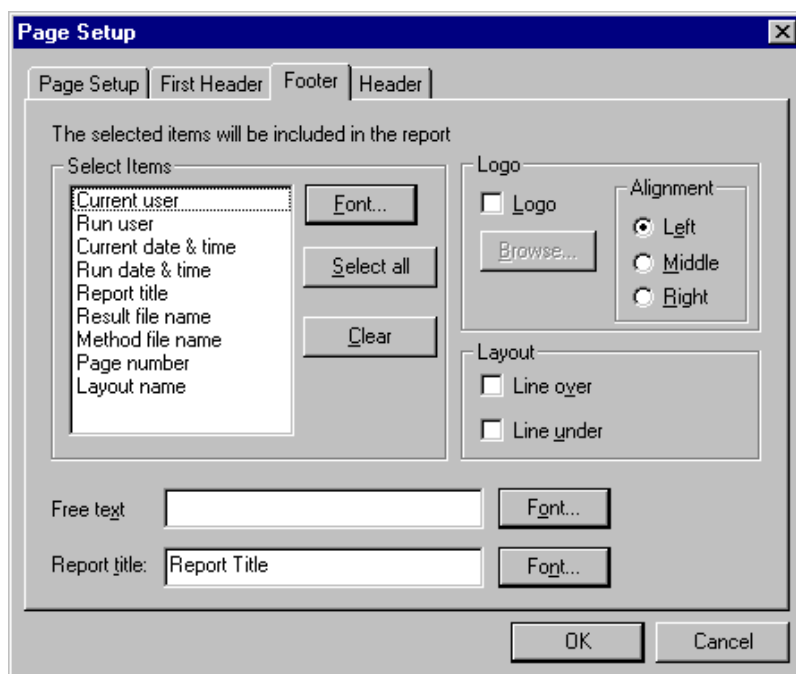 Page Setup
Page Setup First Header Footer Header
The selected items will be included in the report
Select Items
Current user
Run user
Current date & time
Run date & time
Report title
Result file name
Method file name
Page number
Layout name
Font...
Select all
Clear
Logo
Logo
Browse...
Alignment
Left
Middle
Right
Layout
Line over
Line under
Free text
Font...
Report title: Report Title
Font...
OK Cancel